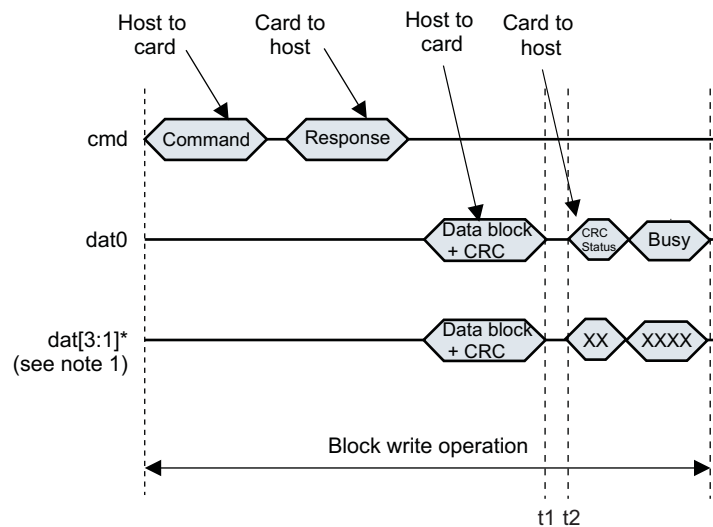 Host to
card
Card to
host
Host to
card
Card to
host
cmd
Command
Response
dat0
Data block
+ CRC
CRC
Status
Busy
dat[3:1]*
(see note 1)
Data block
+ CRC
XX
XXXX
Block write operation
t1
t2